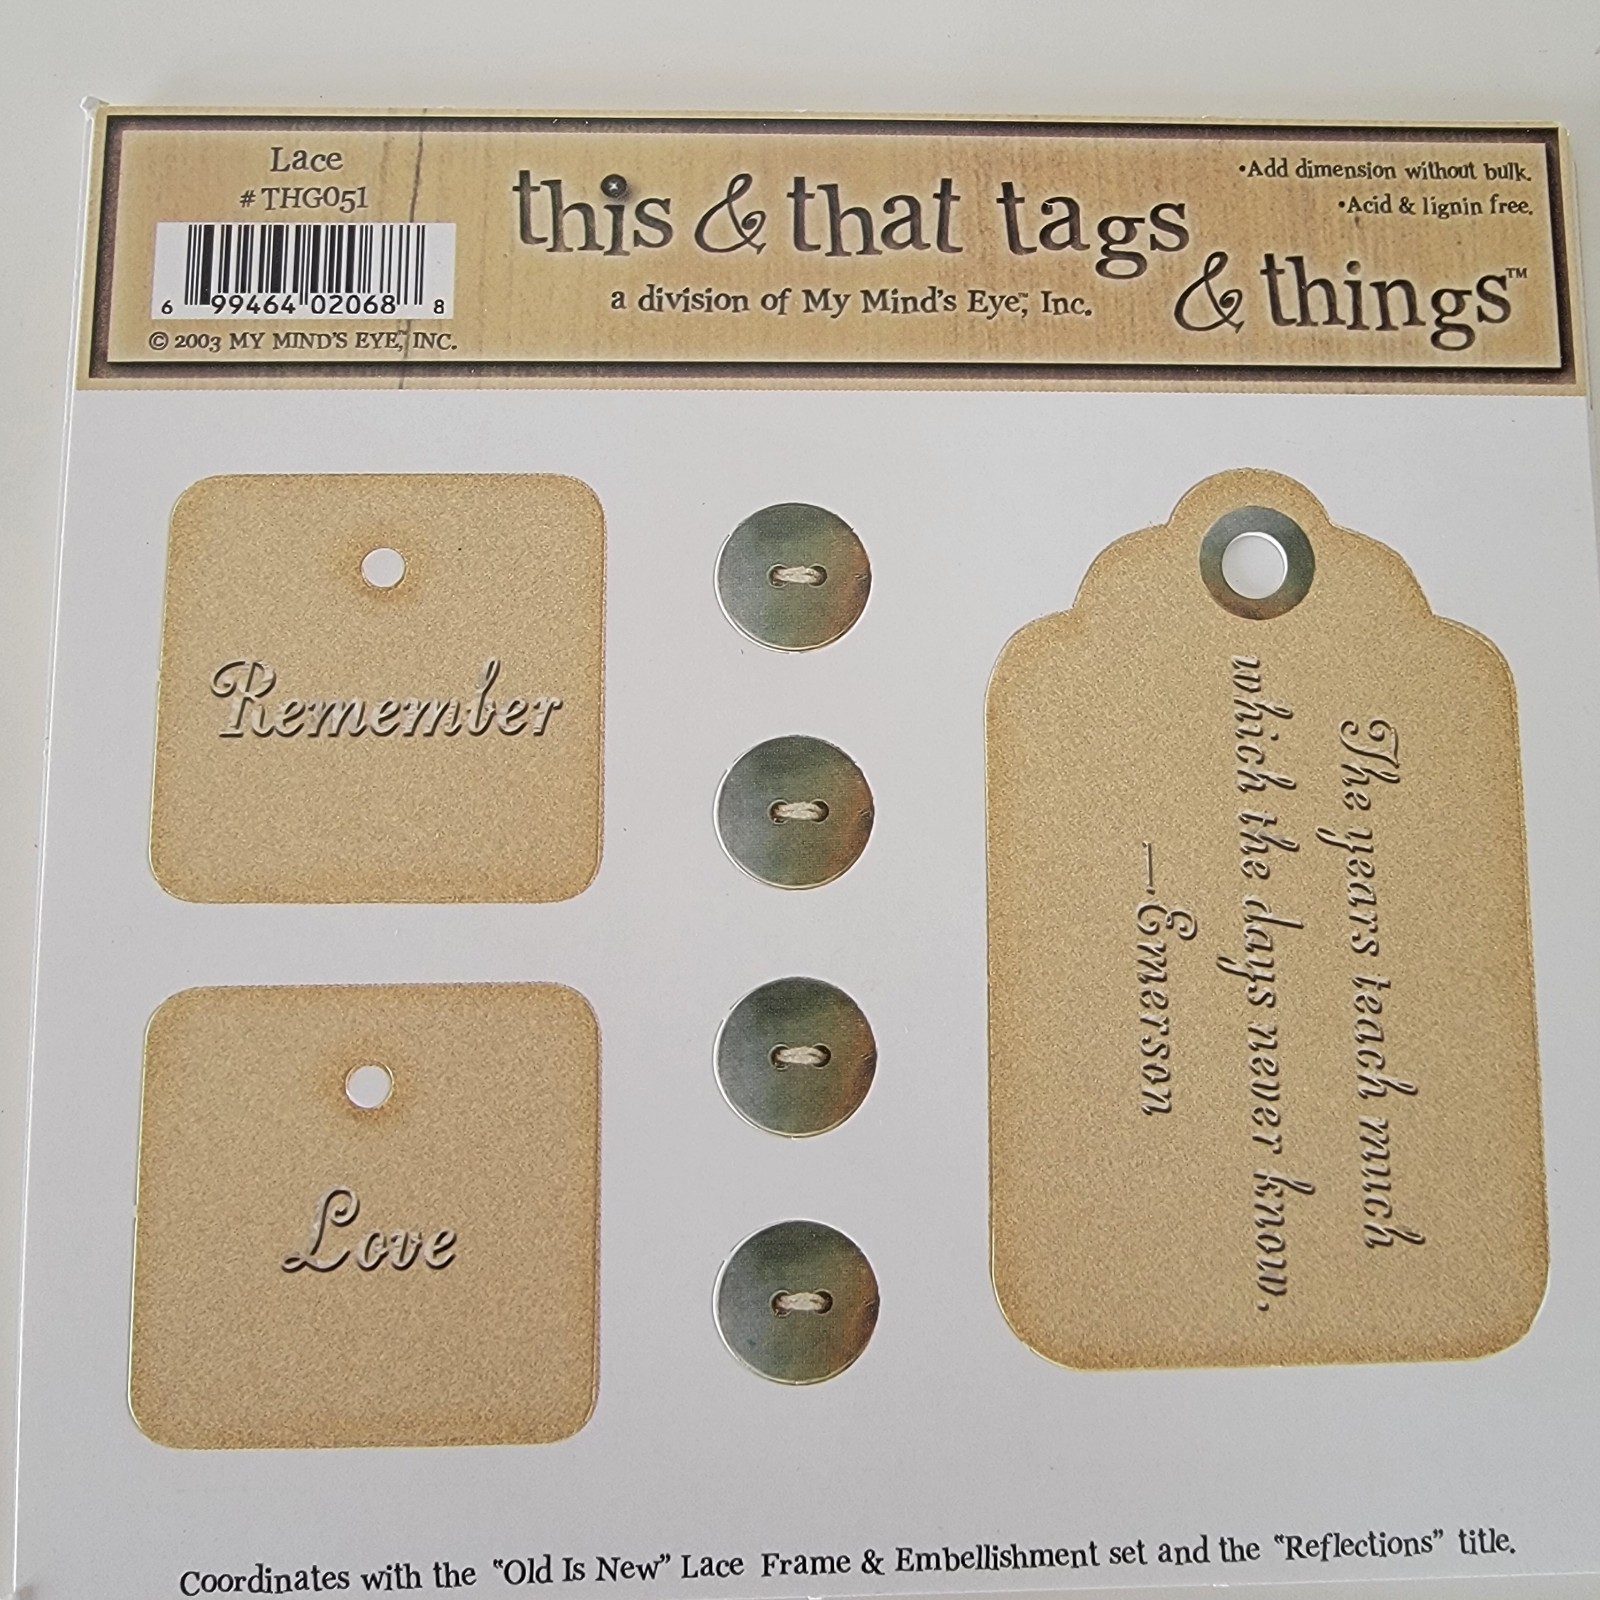 Lace
#THG051
6 99464 02068 8
© 2003 MY MIND'S EYE,™ INC.
this & that tags
& things™
a division of My Mind's Eye,™ Inc.
•Add dimension without bulk.
•Acid & lignin free.
Remember
Love
The years teach much
which the days never know.
—Emerson
Coordinates with the "Old Is New" Lace Frame & Embellishment set and the "Reflections" title.